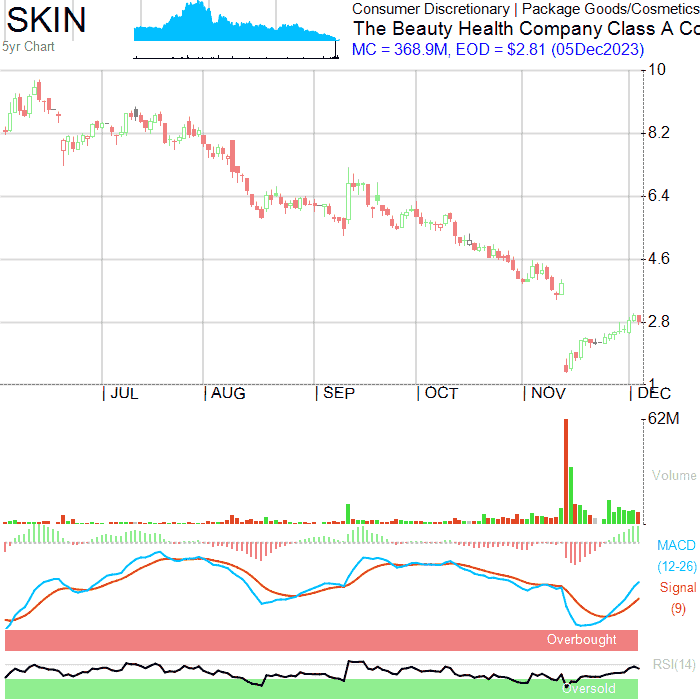 SKIN
5yr Chart
Consumer Discretionary | Package Goods/Cosmetics
The Beauty Health Company Class A Co
MC = 368.9M, EOD = $2.81 (05Dec2023)
10
8.2
6.4
4.6
2.8
1
JUL AUG SEP OCT NOV DEC
62M
Volume
MACD
(12-26)
Signal
(9)
Overbought
RSI(14)
Oversold